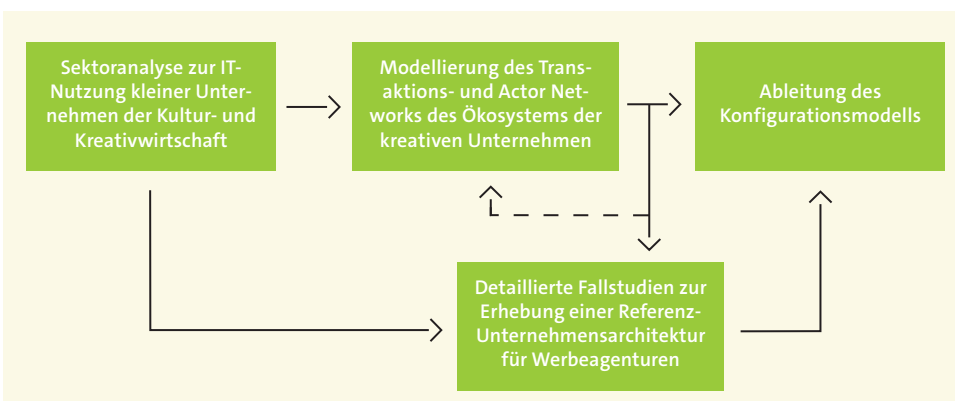 Sektoranalyse zur IT-
Nutzung kleiner Unter-
nehmen der Kultur- und
Kreativwirtschaft
Modellierung des Trans-
aktions- und Actor Net-
works des Ökosystems der
kreativen Unternehmen
Ableitung des
Konfigurationsmodells
Detaillierte Fallstudien zur
Erhebung einer Referenz-
Unternehmensarchitektur
für Werbeagenturen